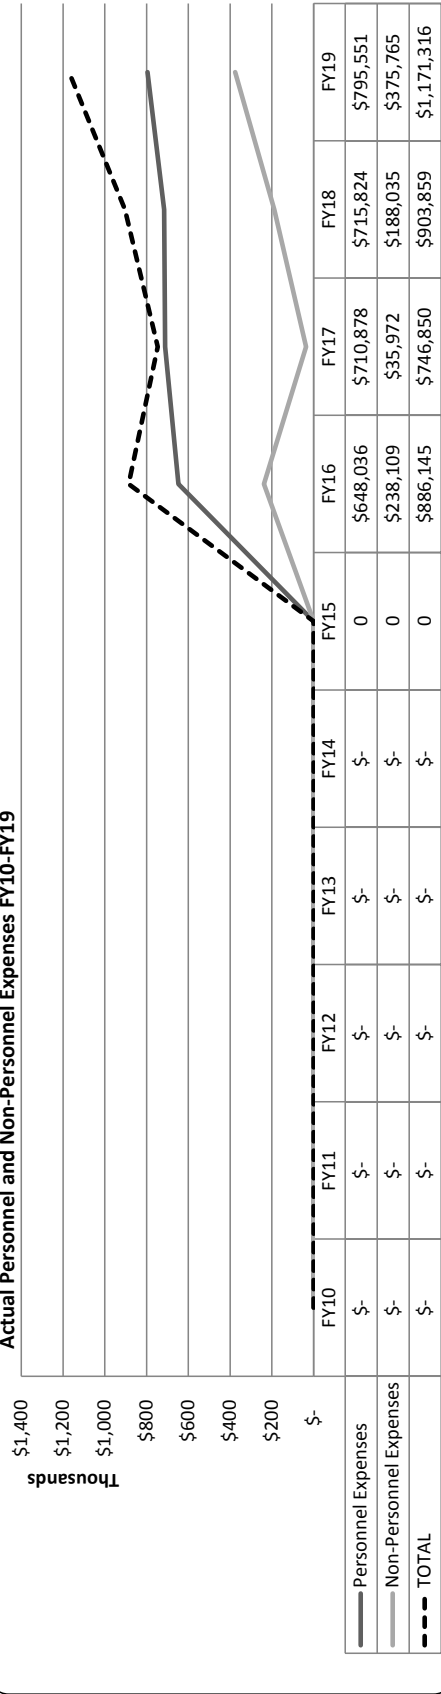 Actual Personnel and Non-Personnel Expenses FY10-FY19
Thousands
$1,400
$1,200
$1,000
$800
$600
$400
$200
$-
FY10 FY11 FY12 FY13 FY14 FY15 FY16 FY17 FY18 FY19
Personnel Expenses $- $- $- $- $- 0 $648,036 $710,878 $715,824 $795,551
Non-Personnel Expenses $- $- $- $- $- 0 $238,109 $35,972 $188,035 $375,765
TOTAL $- $- $- $- $- 0 $886,145 $746,850 $903,859 $1,171,316